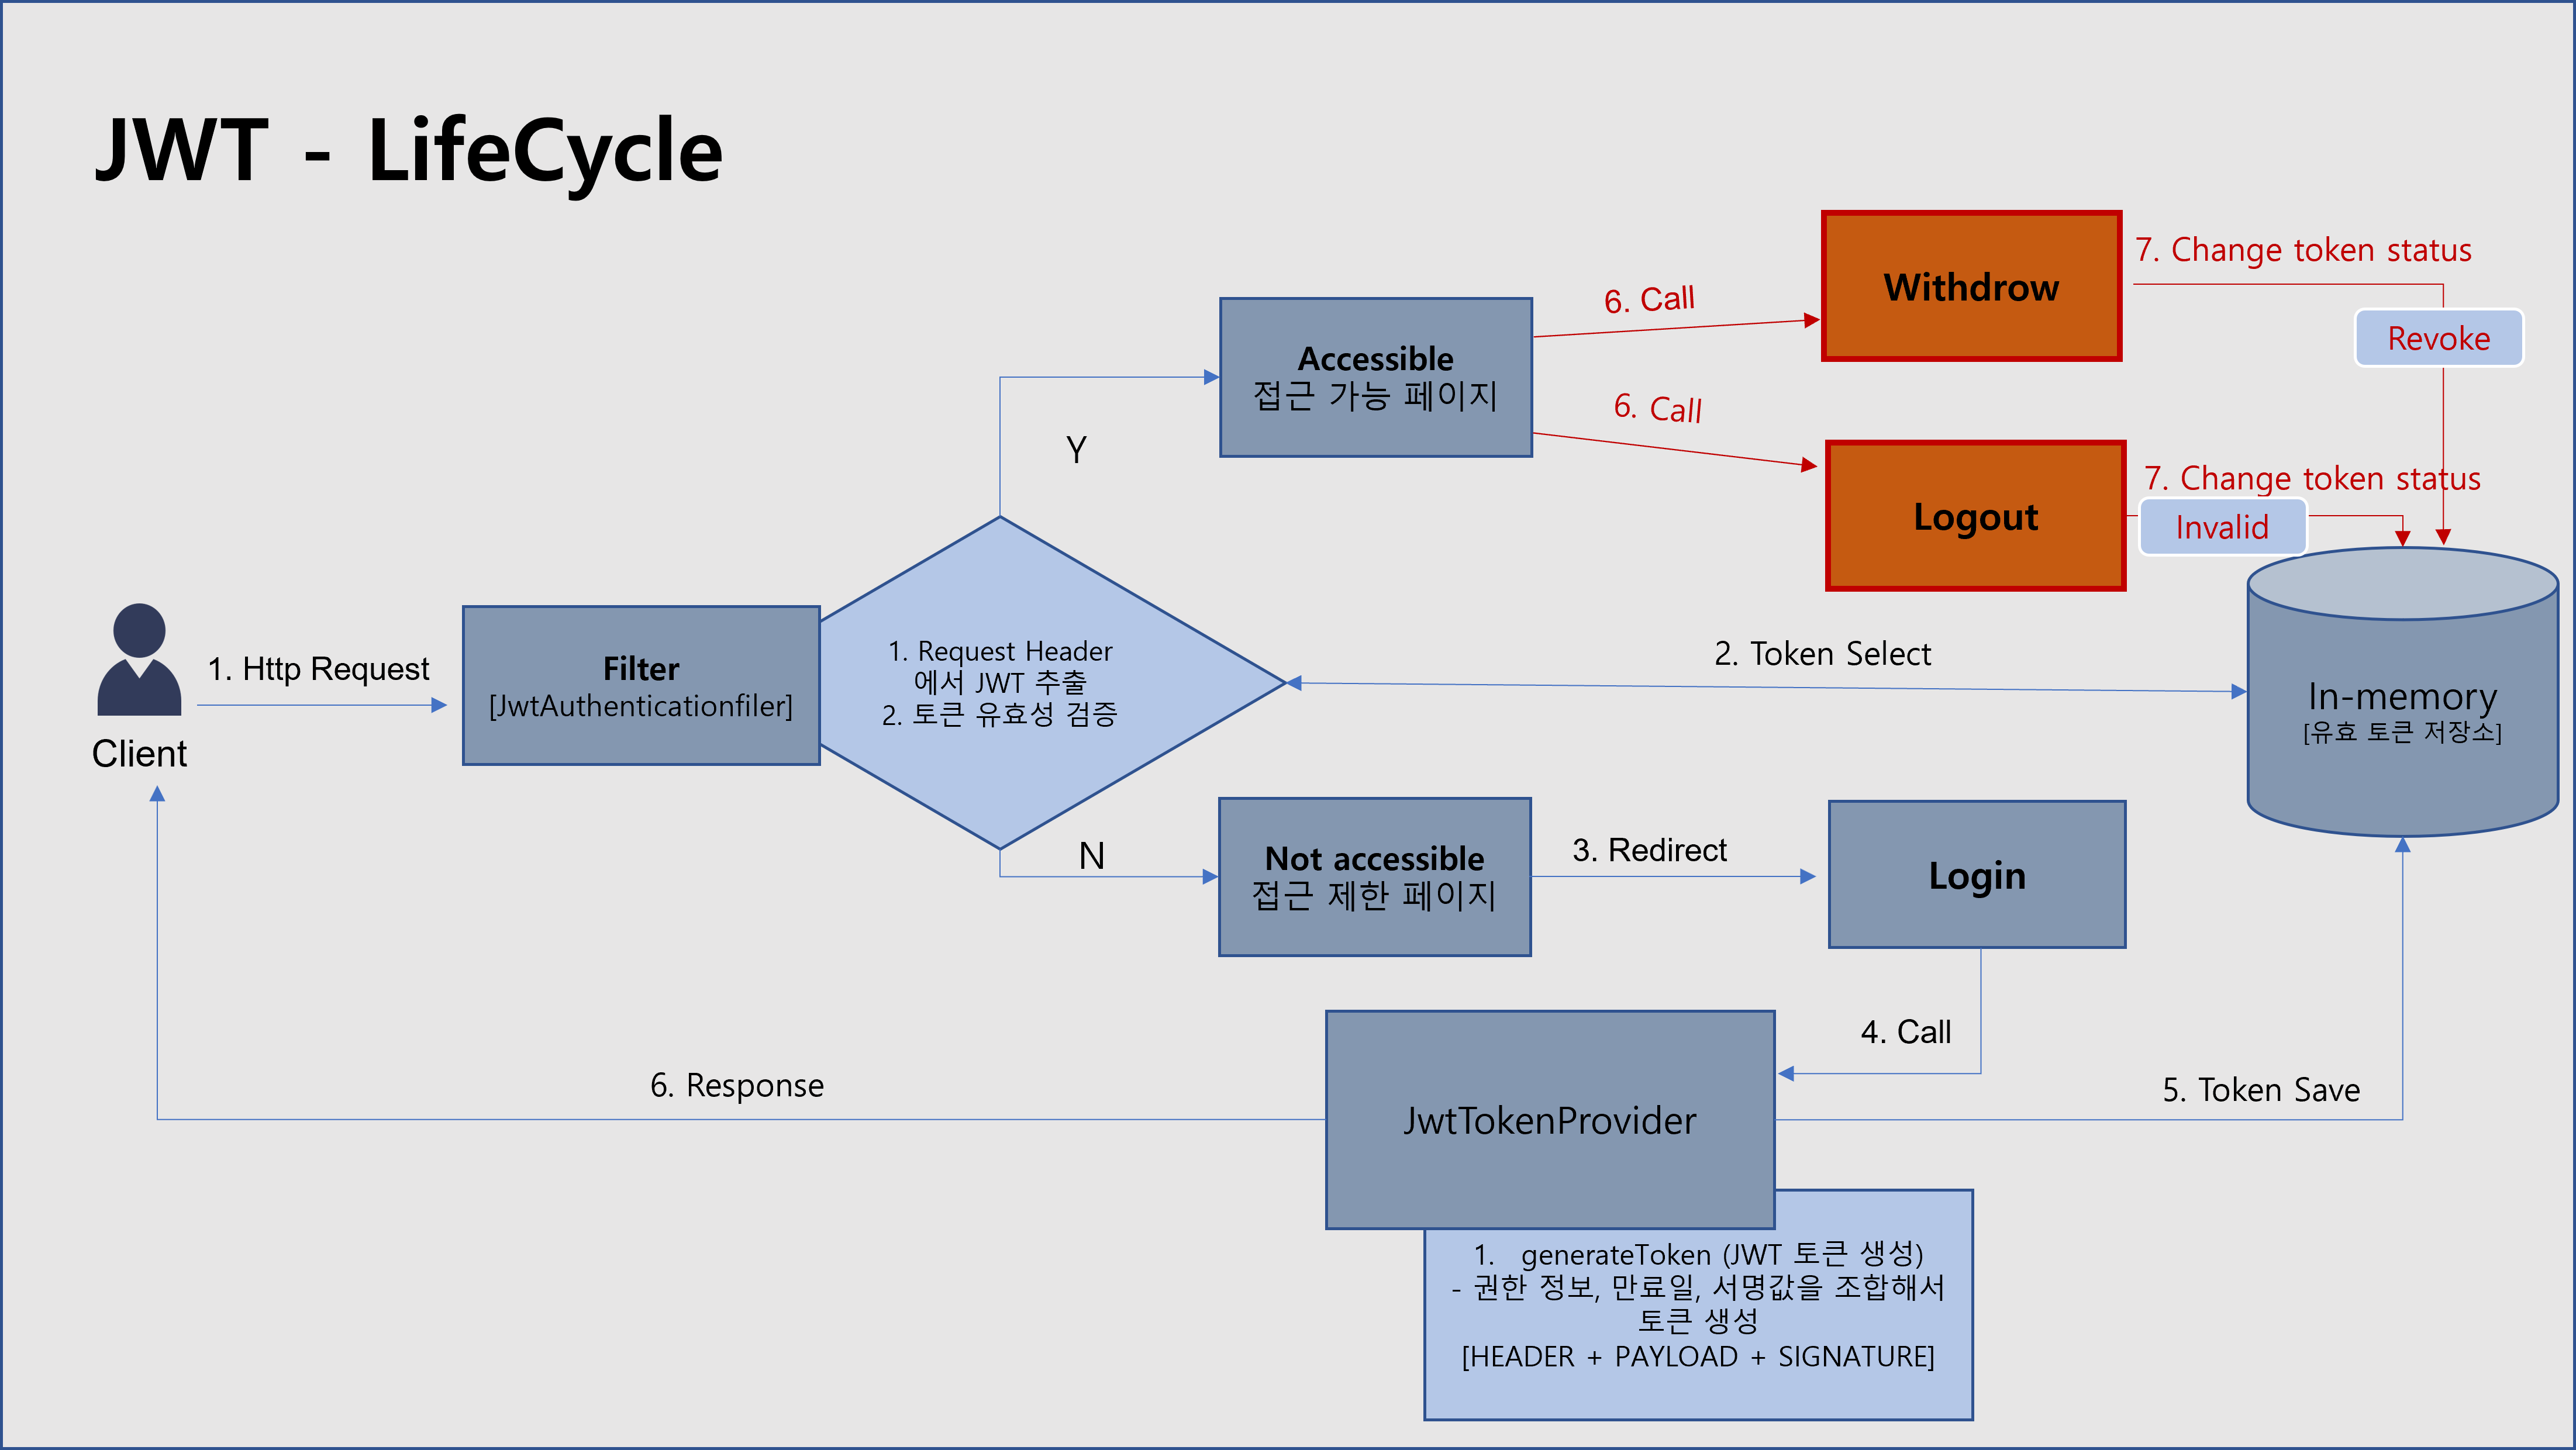 JWT - LifeCycle
Withdrow
7. Change token status
Revoke
6. Call
Accessible
접근 가능 페이지
6. Call
Y
Logout
7. Change token status
Invalid
1. Http Request
Client
Filter
[JwtAuthenticationfiler]
1. Request Header
에서 JWT 추출
2. 토큰 유효성 검증
2. Token Select
In-memory
[유효 토큰 저장소]
N
Not accessible
접근 제한 페이지
3. Redirect
Login
4. Call
6. Response
JwtTokenProvider
5. Token Save
1. generateToken (JWT 토큰 생성)
- 권한 정보, 만료일, 서명값을 조합해서
토큰 생성
[HEADER + PAYLOAD + SIGNATURE]